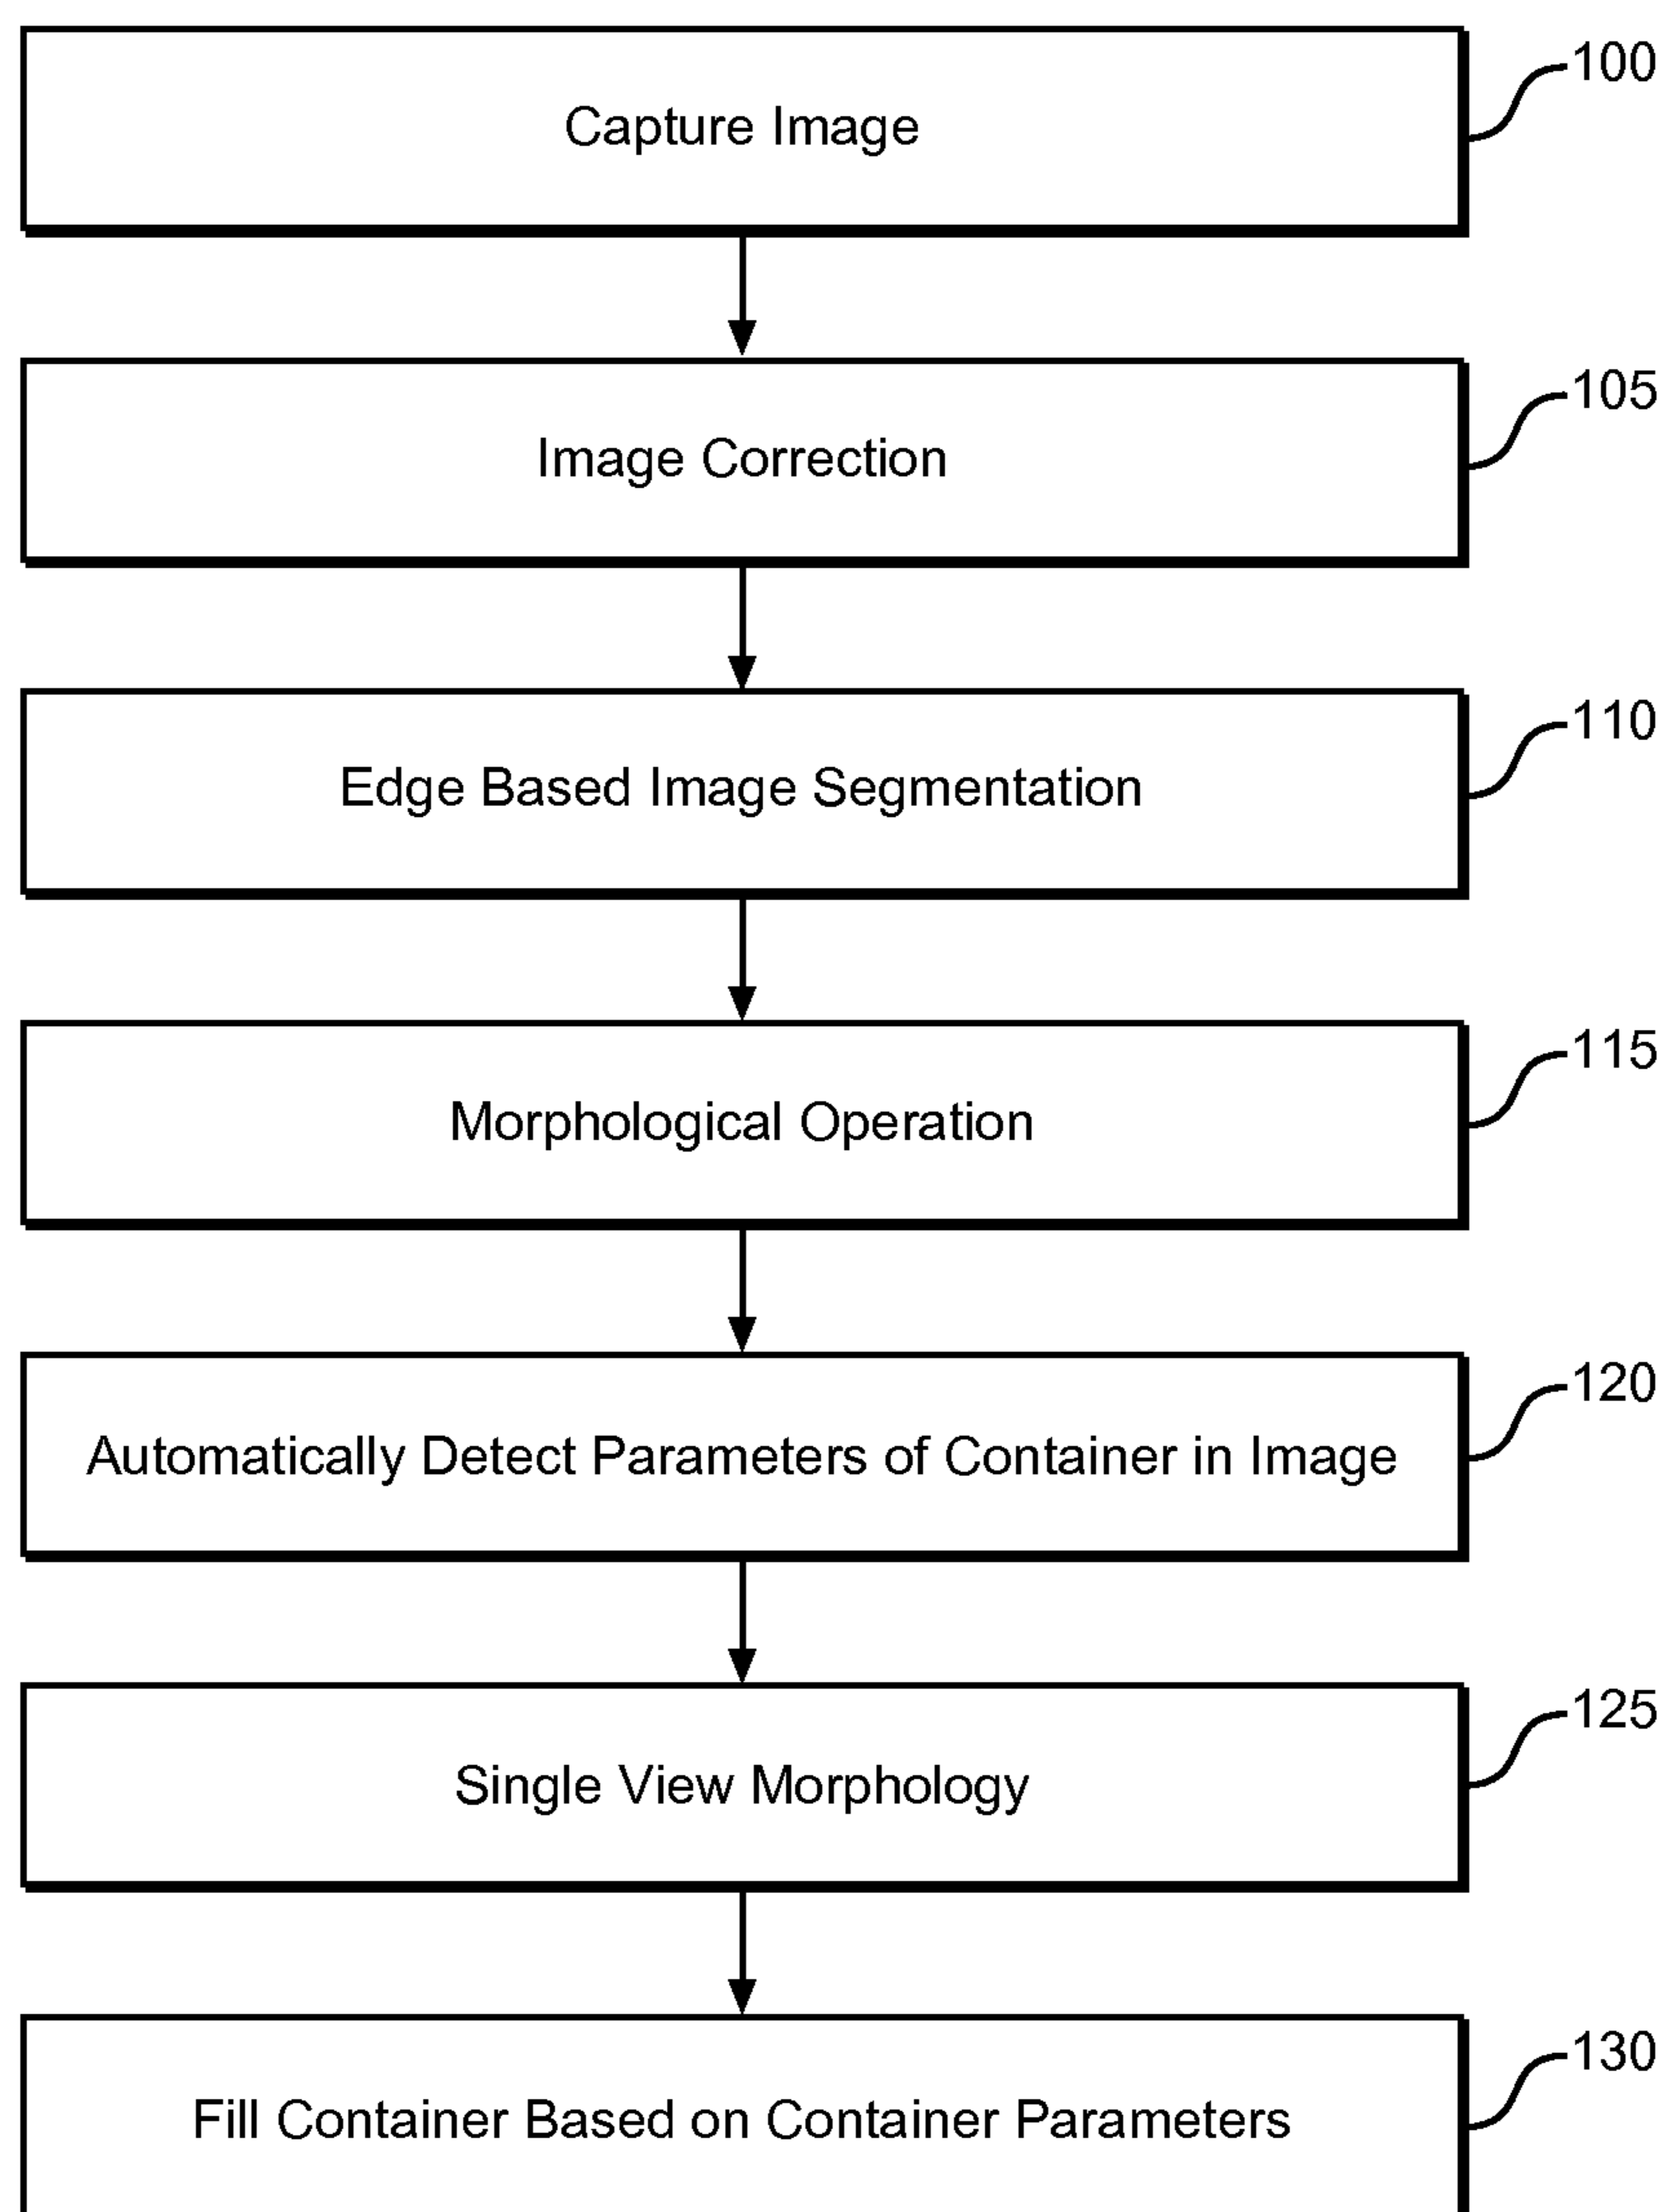 Capture Image
100
Image Correction
105
Edge Based Image Segmentation
110
Morphological Operation
115
Automatically Detect Parameters of Container in Image
120
Single View Morphology
125
Fill Container Based on Container Parameters
130